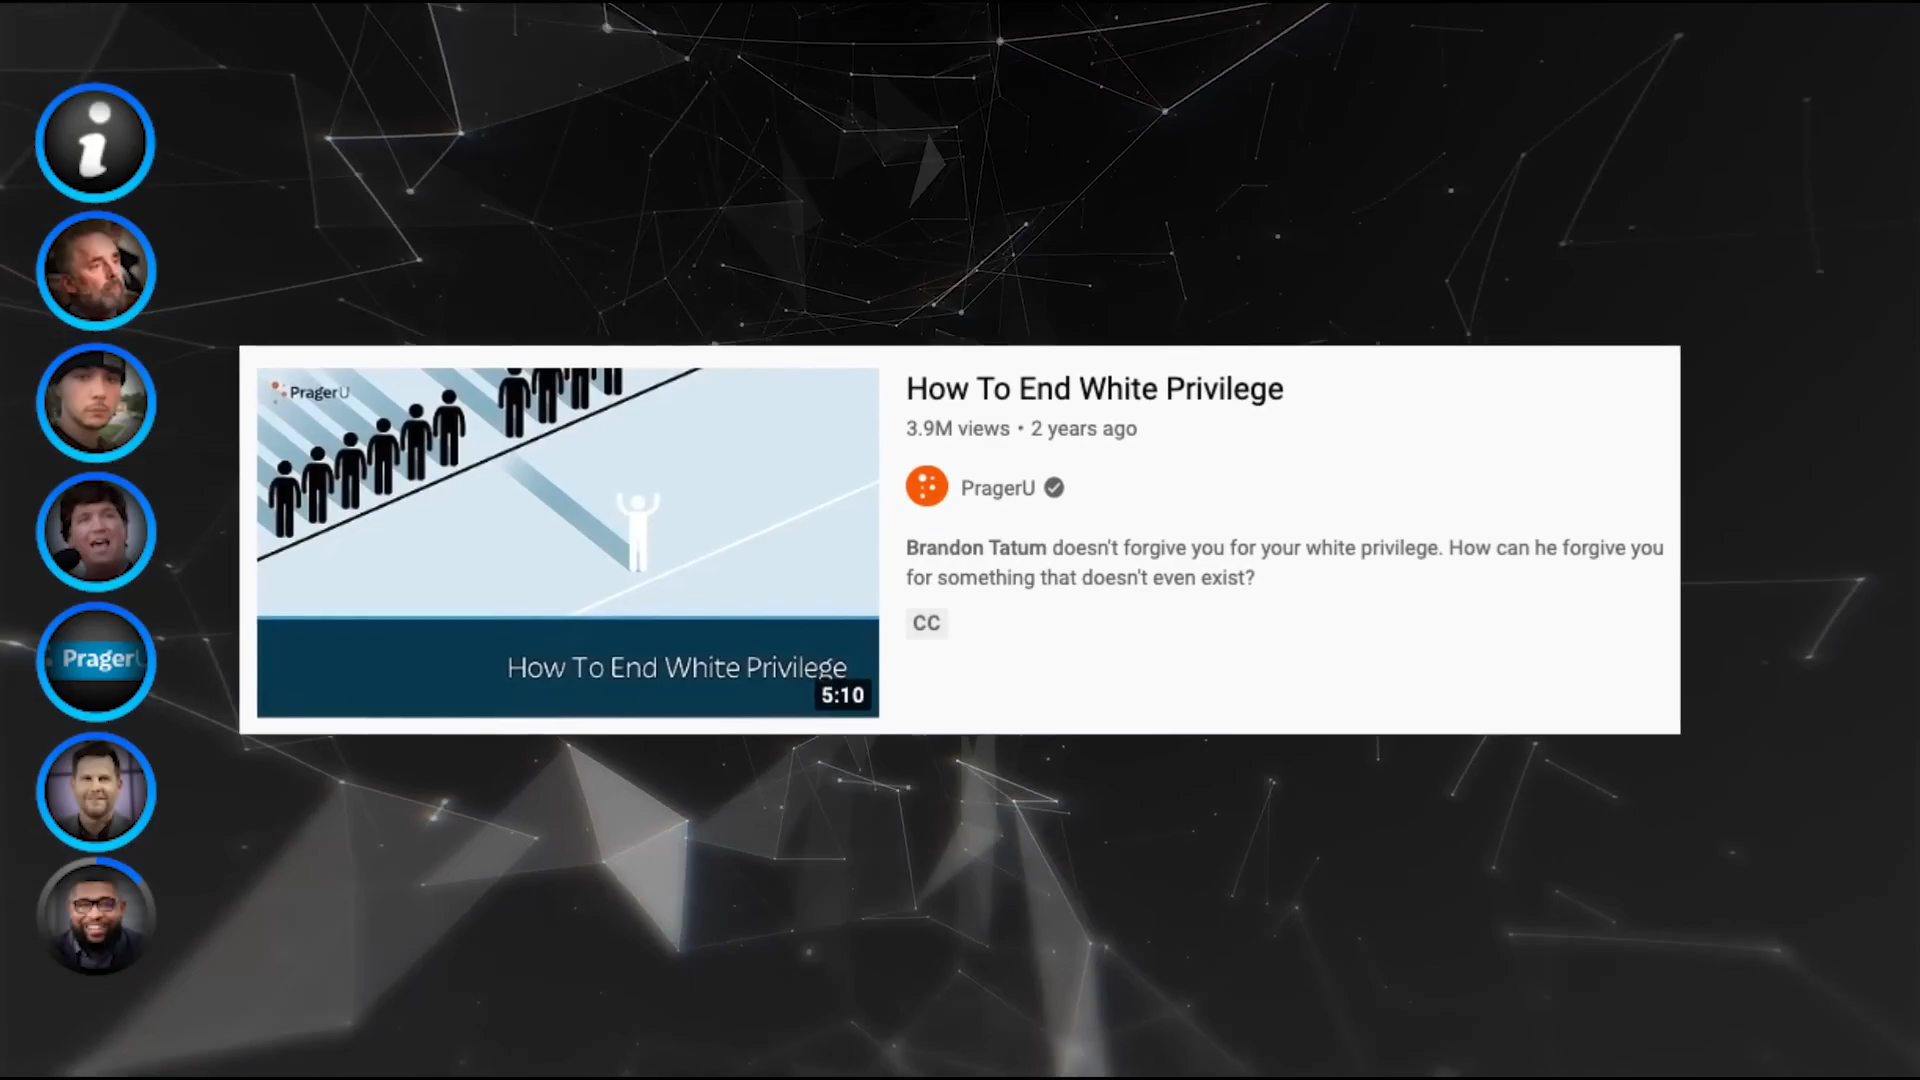 PragerU
How To End White Privilege
5:10
How To End White Privilege
3.9M views • 2 years ago
PragerU
Brandon Tatum doesn't forgive you for your white privilege. How can he forgive you
for something that doesn't even exist?
CC
i
PragerU